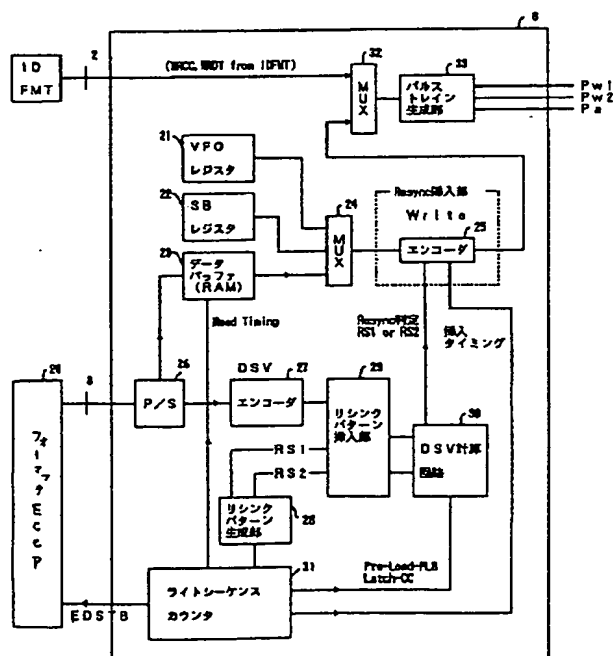 6
ID
FMT
2
(WRCC, WRDT from IDFMT)
32
MUX
33
パルス
トレイン
生成部
Pw1
Pw2
Pa
21
VFO
レジスタ
22
SB
レジスタ
23
データ
バッファ
(RAM)
24
MUX
Resync挿入部
Write
25
エンコーダ
Read Timing
Resync判定
RS1 or RS2
挿入
タイミング
20
フォーマッタECCP
8
26
P/S
DSV
27
エンコーダ
29
リシンク
パターン
挿入部
30
DSV計算
回路
RS1
RS2
リシンク
パターン
生成部
28
31
ライトシーケンス
カウンタ
Pre-Load-PLS
Latch-CC
EDSTB